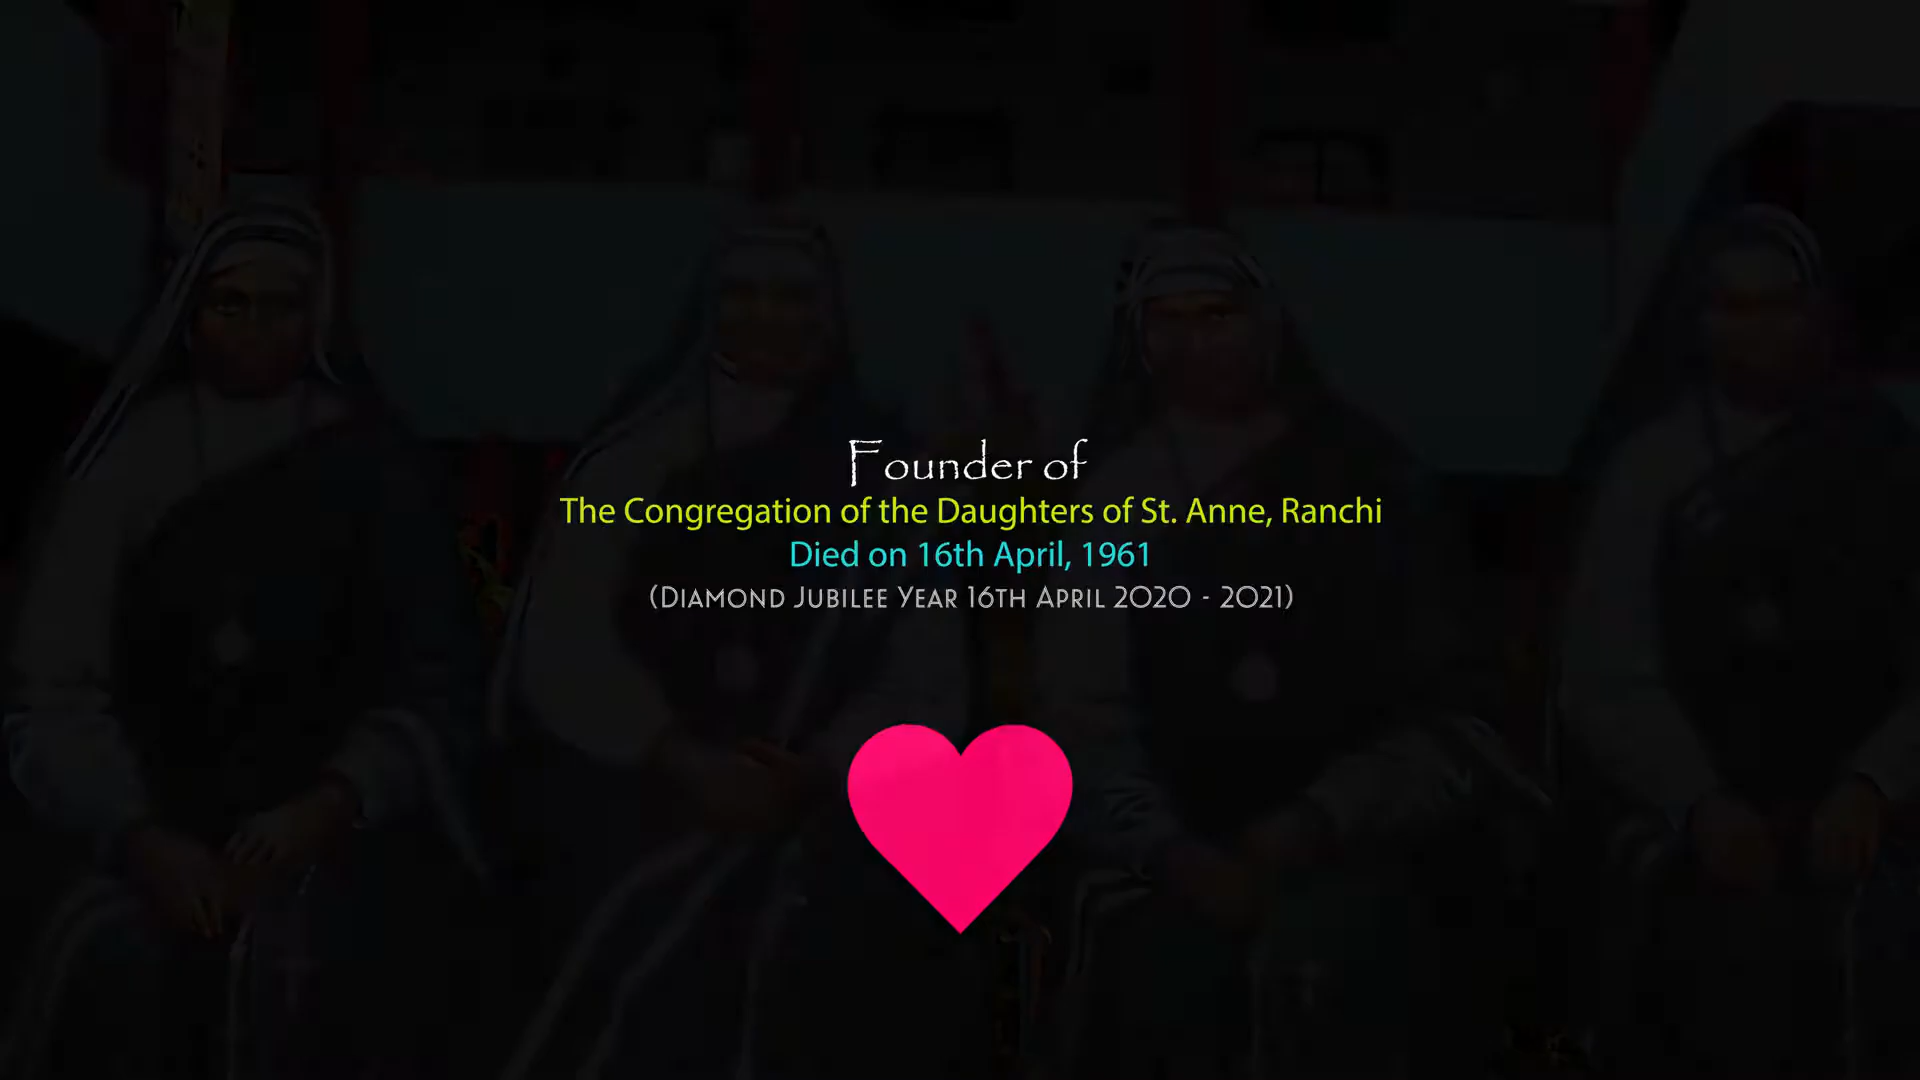 Founder of
The Congregation of the Daughters of St. Anne, Ranchi
Died on 16th April, 1961
(Diamond Jubilee Year 16th April 2020 - 2021)